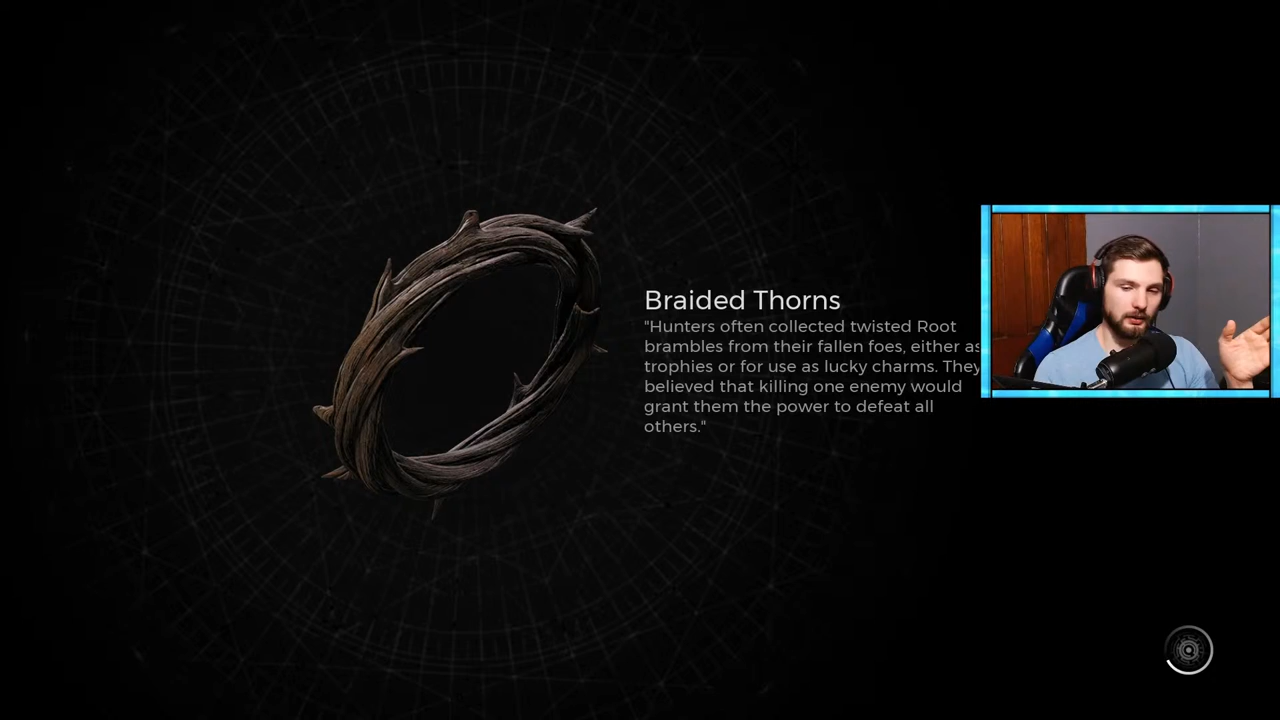 Braided Thorns
"Hunters often collected twisted Root
brambles from their fallen foes, either as
trophies or for use as lucky charms. They
believed that killing one enemy would
grant them the power to defeat all
others."